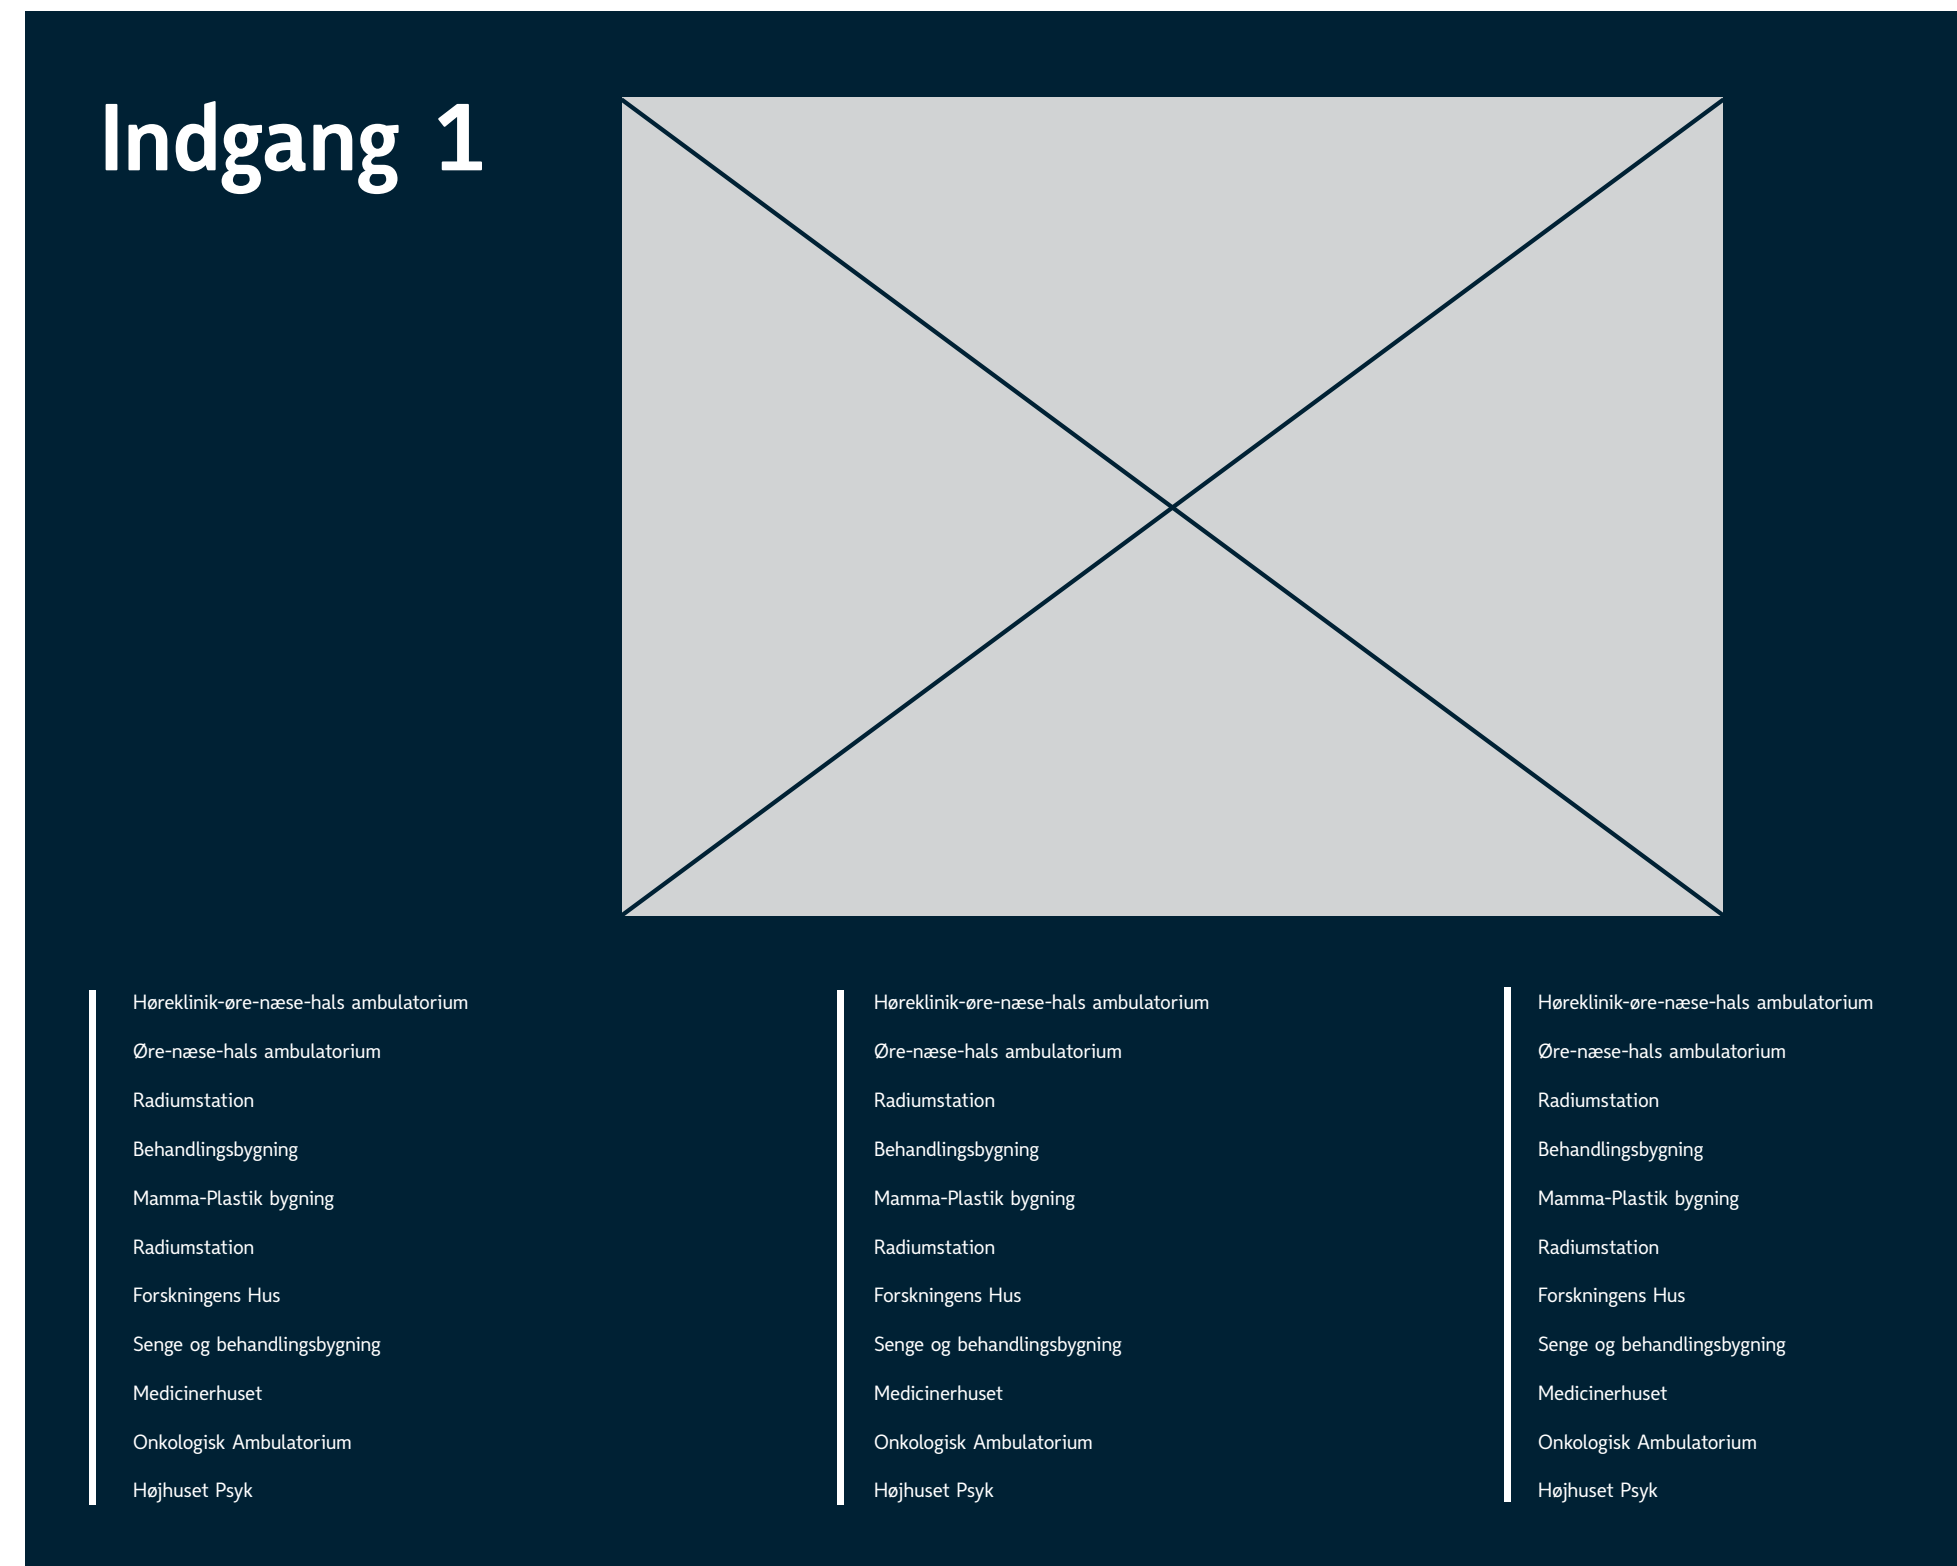 Indgang 1
Høreklinik-øre-næse-hals ambulatorium
Øre-næse-hals ambulatorium
Radiumstation
Behandlingsbygning
Mamma-Plastik bygning
Radiumstation
Forskningens Hus
Senge og behandlingsbygning
Medicinerhuset
Onkologisk Ambulatorium
Højhuset Psyk
Høreklinik-øre-næse-hals ambulatorium
Øre-næse-hals ambulatorium
Radiumstation
Behandlingsbygning
Mamma-Plastik bygning
Radiumstation
Forskningens Hus
Senge og behandlingsbygning
Medicinerhuset
Onkologisk Ambulatorium
Højhuset Psyk
Høreklinik-øre-næse-hals ambulatorium
Øre-næse-hals ambulatorium
Radiumstation
Behandlingsbygning
Mamma-Plastik bygning
Radiumstation
Forskningens Hus
Senge og behandlingsbygning
Medicinerhuset
Onkologisk Ambulatorium
Højhuset Psyk